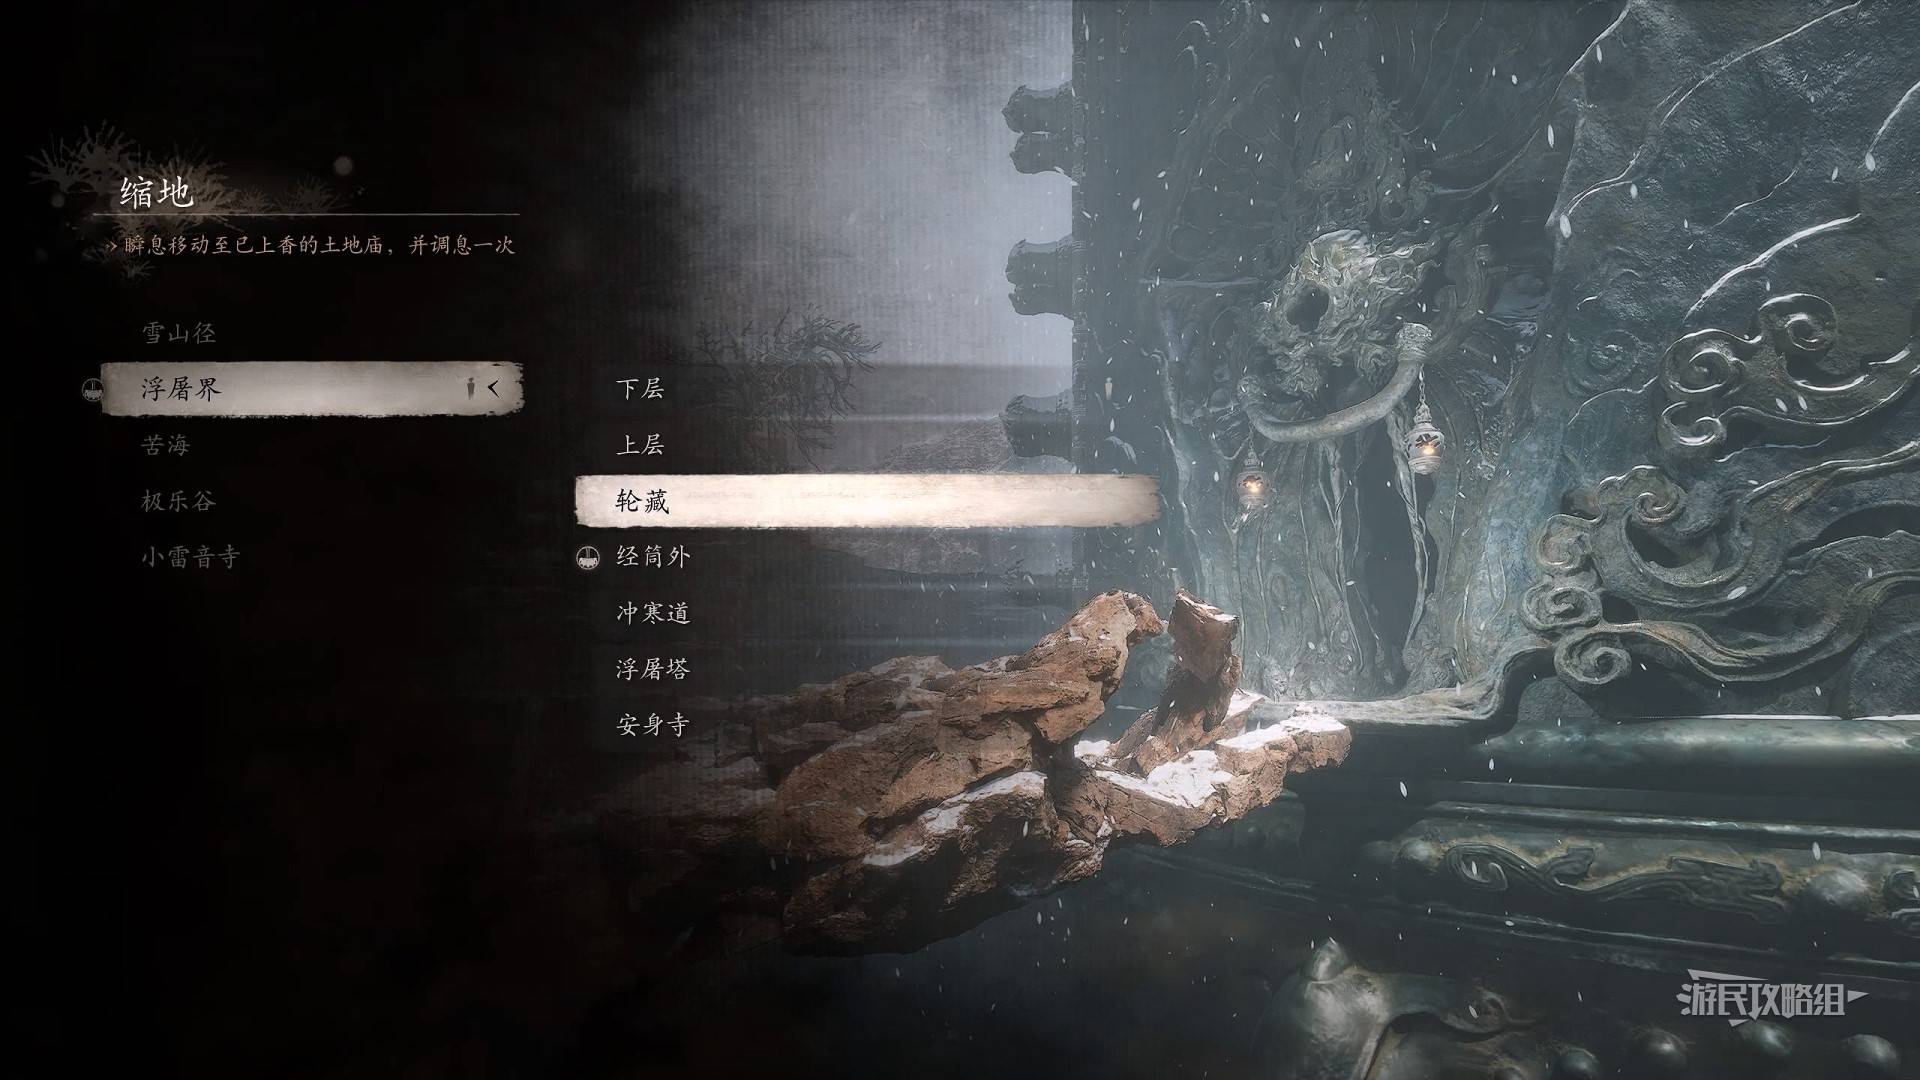 缩地
瞬息移动至已上香的土地庙，并调息一次
雪山径
浮屠界
苦海
极乐谷
小雷音寺
下层
上层
轮藏
经筒外
冲寒道
浮屠塔
安身寺
游民攻略组